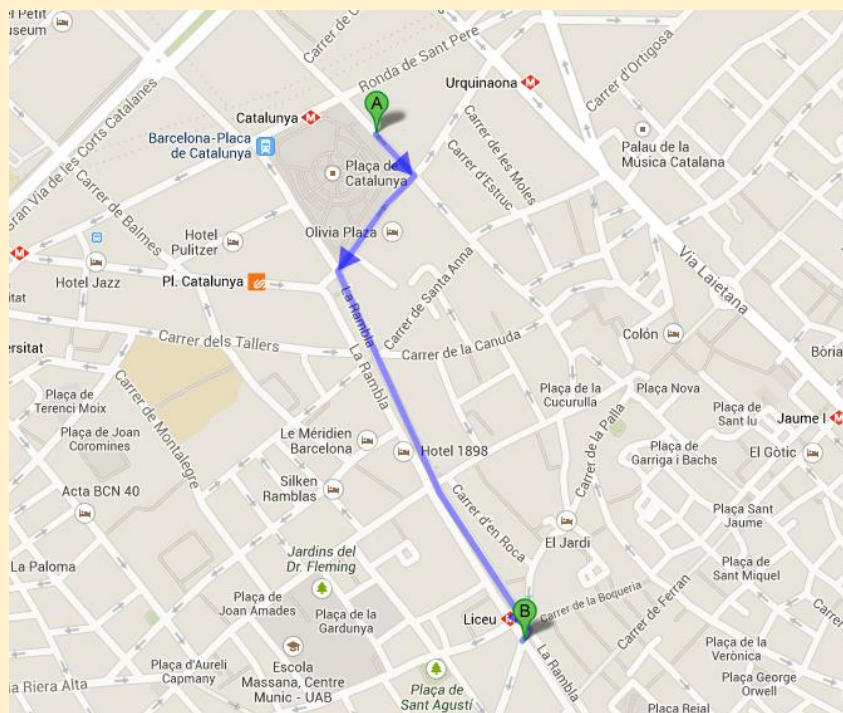 el Petit
Museum
Carrer de
Ronda de Sant Pere
Urquinaona
Carrer d'Ortigosa
Catalunya
A
Barcelona-Placa
de Catalunya
Gran Via de les Corts Catalanes
Carrer de Balmes
Plaça de
Catalunya
Carrer de les Moles
Carrer d'Estruc
Palau de la
Música Catalana
Hotel
Pulitzer
Olivia Plaza
Via Laietana
Hotel Jazz
Pl. Catalunya
Carrer de Santa Anna
La Rambla
itat
Carrer dels Tallers
La Rambla
Carrer de la Canuda
Colón
Bòria
ersitat
Plaça de
Terenci Moix
Carrer de Montalegre
Plaça de la
Cucurulla
Plaça Nova
Plaça de
Sant Iu
Jaume I
Plaça de Joan
Coromines
Le Méridien
Barcelona
Hotel 1898
Carrer de la Palla
Plaça de
Garriga i Bachs
El Gòtic
Acta BCN 40
Silken
Ramblas
Carrer d'en Roca
Plaça Sant
Jaume
El Jardi
La Paloma
Jardins del
Dr. Fleming
Plaça de
Sant Miquel
Plaça de
Joan Amades
Plaça de la
Gardunya
Liceu
B
Carrer de la Boqueria
Carrer de Ferran
Plaça d'Aureli
Capmany
Escola
Massana, Centre
Munic - UAB
La Rambla
Plaça de la
Verònica
Plaça de
George
Orwell
a Riera Alta
Plaça de
Sant Agustí
Plaça Reial